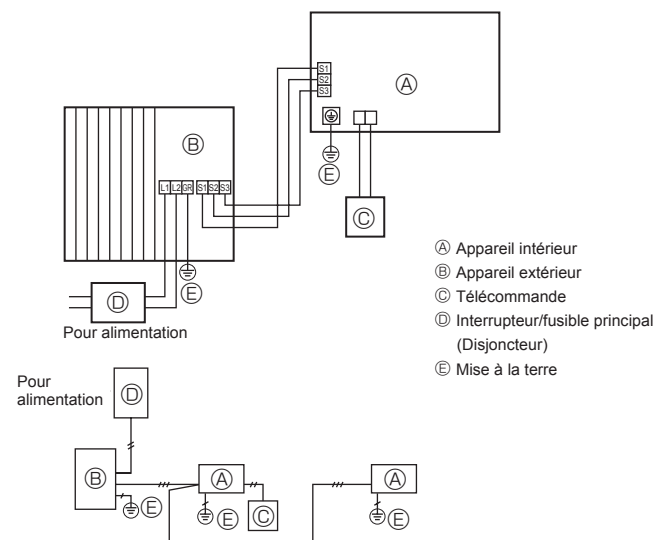 S1
S2
S3
Ⓐ
Ⓑ
L1 L2 GR S1 S2 S3
Ⓔ
Ⓒ
Ⓔ
Ⓓ
Pour alimentation
Ⓐ Appareil intérieur
Ⓑ Appareil extérieur
Ⓒ Télécommande
Ⓓ Interrupteur/fusible principal
(Disjoncteur)
Ⓔ Mise à la terre
Pour
alimentation
Ⓓ
Ⓑ
Ⓔ
Ⓐ
Ⓔ
Ⓒ
Ⓐ
Ⓔ